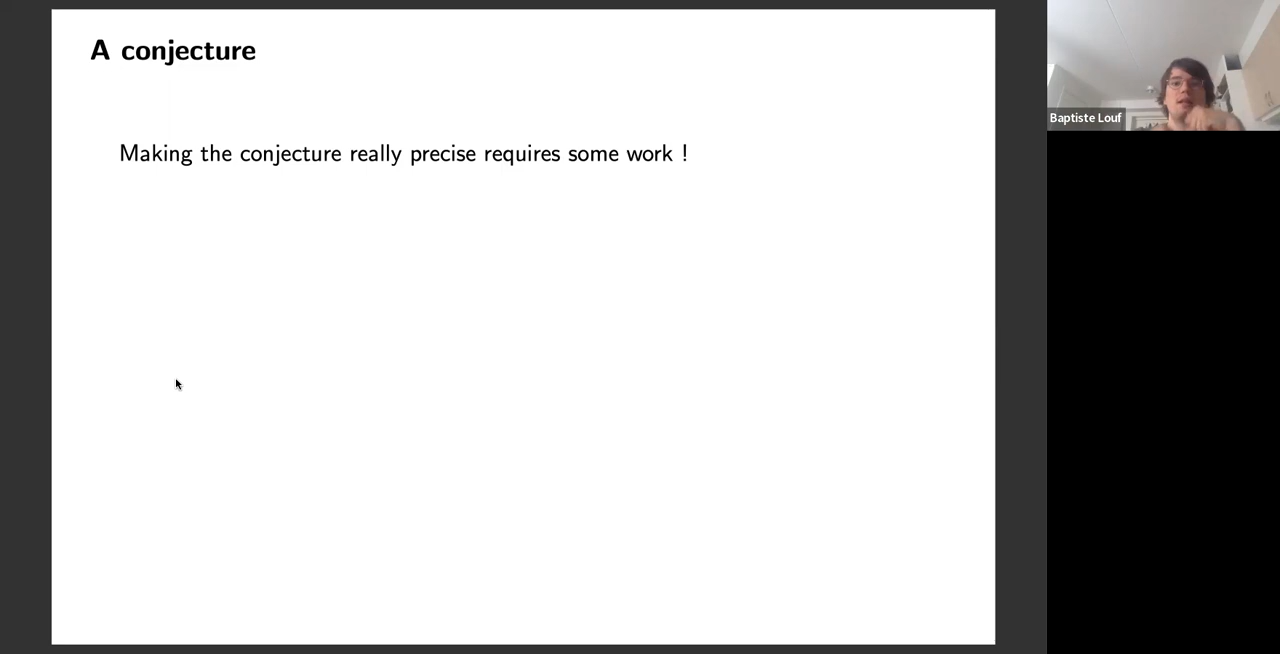 A conjecture
Making the conjecture really precise requires some work !
Baptiste Louf